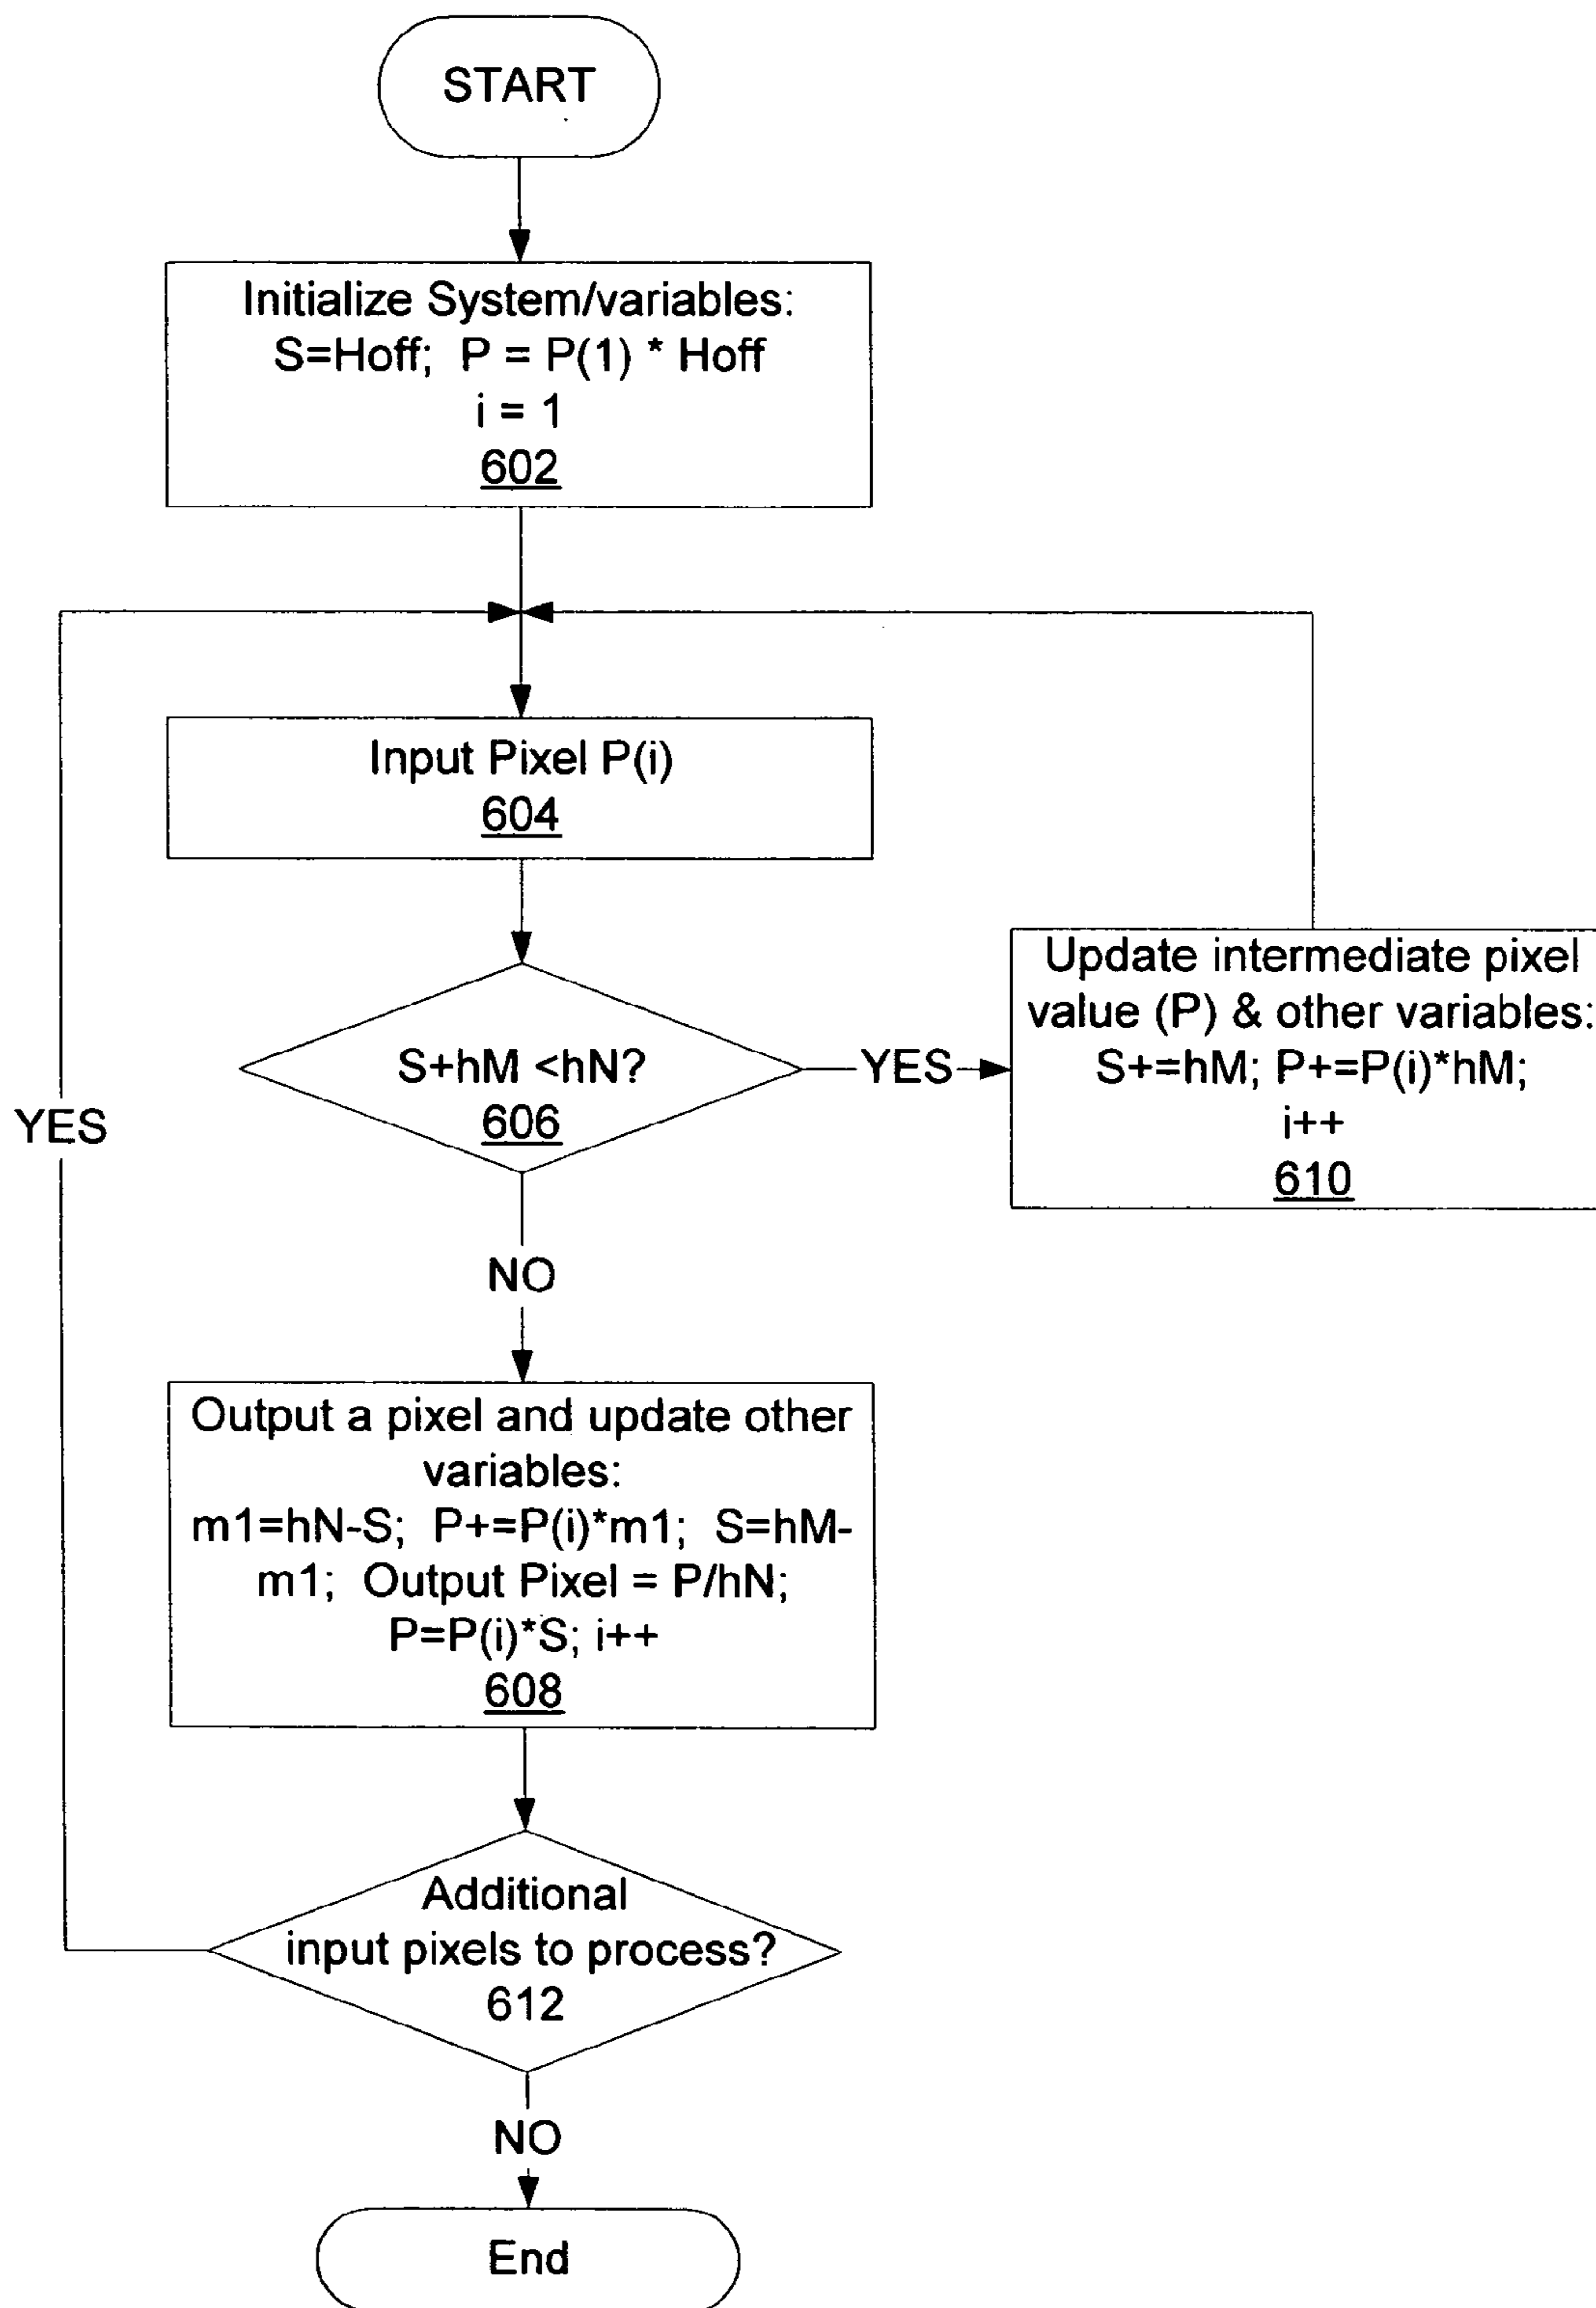 START
Initialize System/variables:
S=Hoff; P = P(1) * Hoff
i = 1
602
Input Pixel P(i)
604
S+hM <hN?
606
YES
Update intermediate pixel
value (P) & other variables:
S+=hM; P+=P(i)*hM;
i++
610
YES
NO
Output a pixel and update other
variables:
m1=hN-S; P+=P(i)*m1; S=hM-
m1; Output Pixel = P/hN;
P=P(i)*S; i++
608
Additional
input pixels to process?
612
NO
End